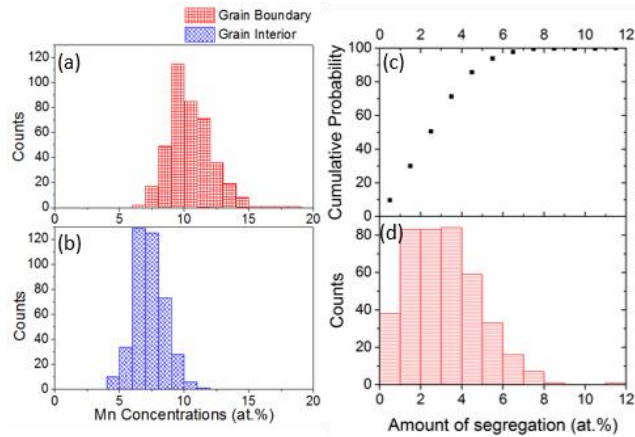 Grain Boundary
Grain Interior
(a)
120
100
80
60
40
20
0
Counts
0 5 10 15 20
(b)
120
100
80
60
40
20
0
Counts
0 5 10 15 20
Mn Concentrations (at.%)
0 2 4 6 8 10 12
(c)
100
80
60
40
20
0
Cumulative Probability
(d)
80
60
40
20
0
Counts
0 2 4 6 8 10 12
Amount of segregation (at.%)